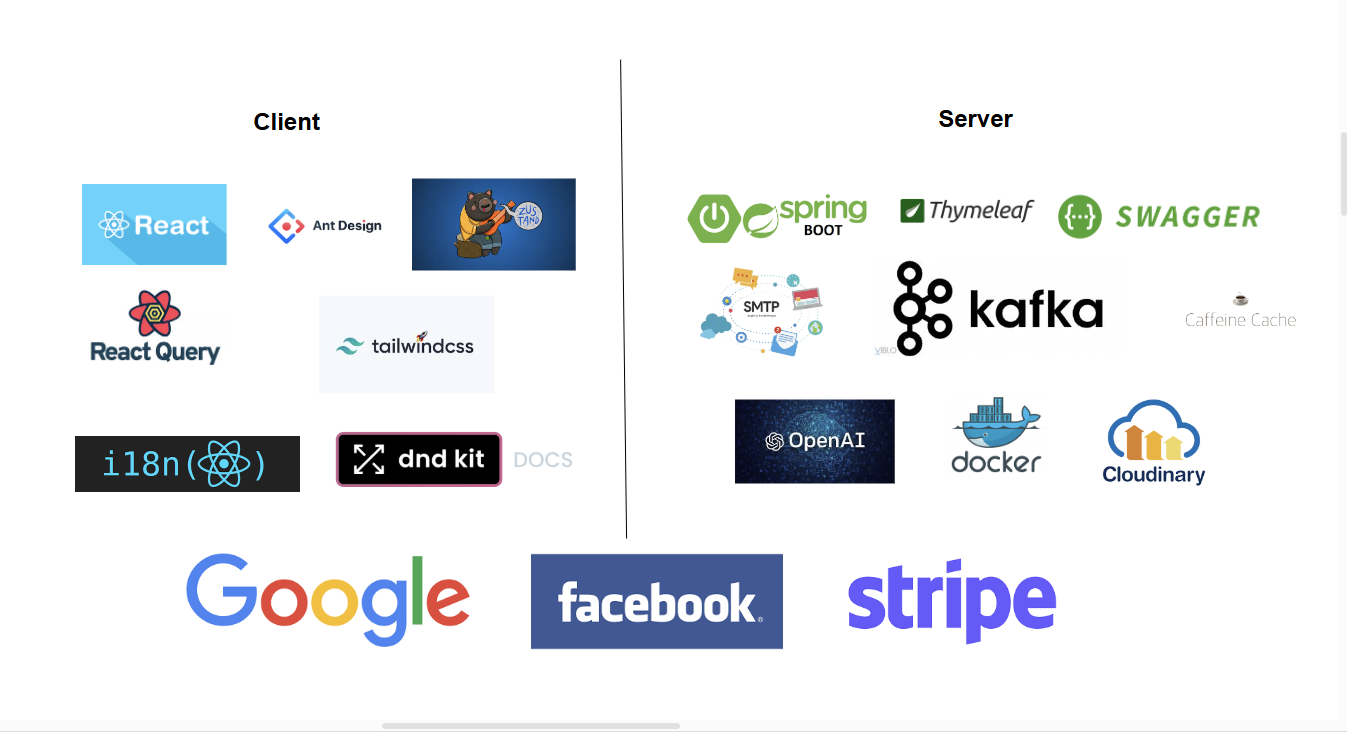 Client
Server
React
Ant Design
ZUS
TAND
spring
BOOT
Thymeleaf
SWAGGER
React Query
tailwindcss
SMTP
kafka
VIBLO
Caffeine Cache
i18n( )
dnd kit
DOCS
OpenAI
docker
Cloudinary
Google
facebook®
stripe